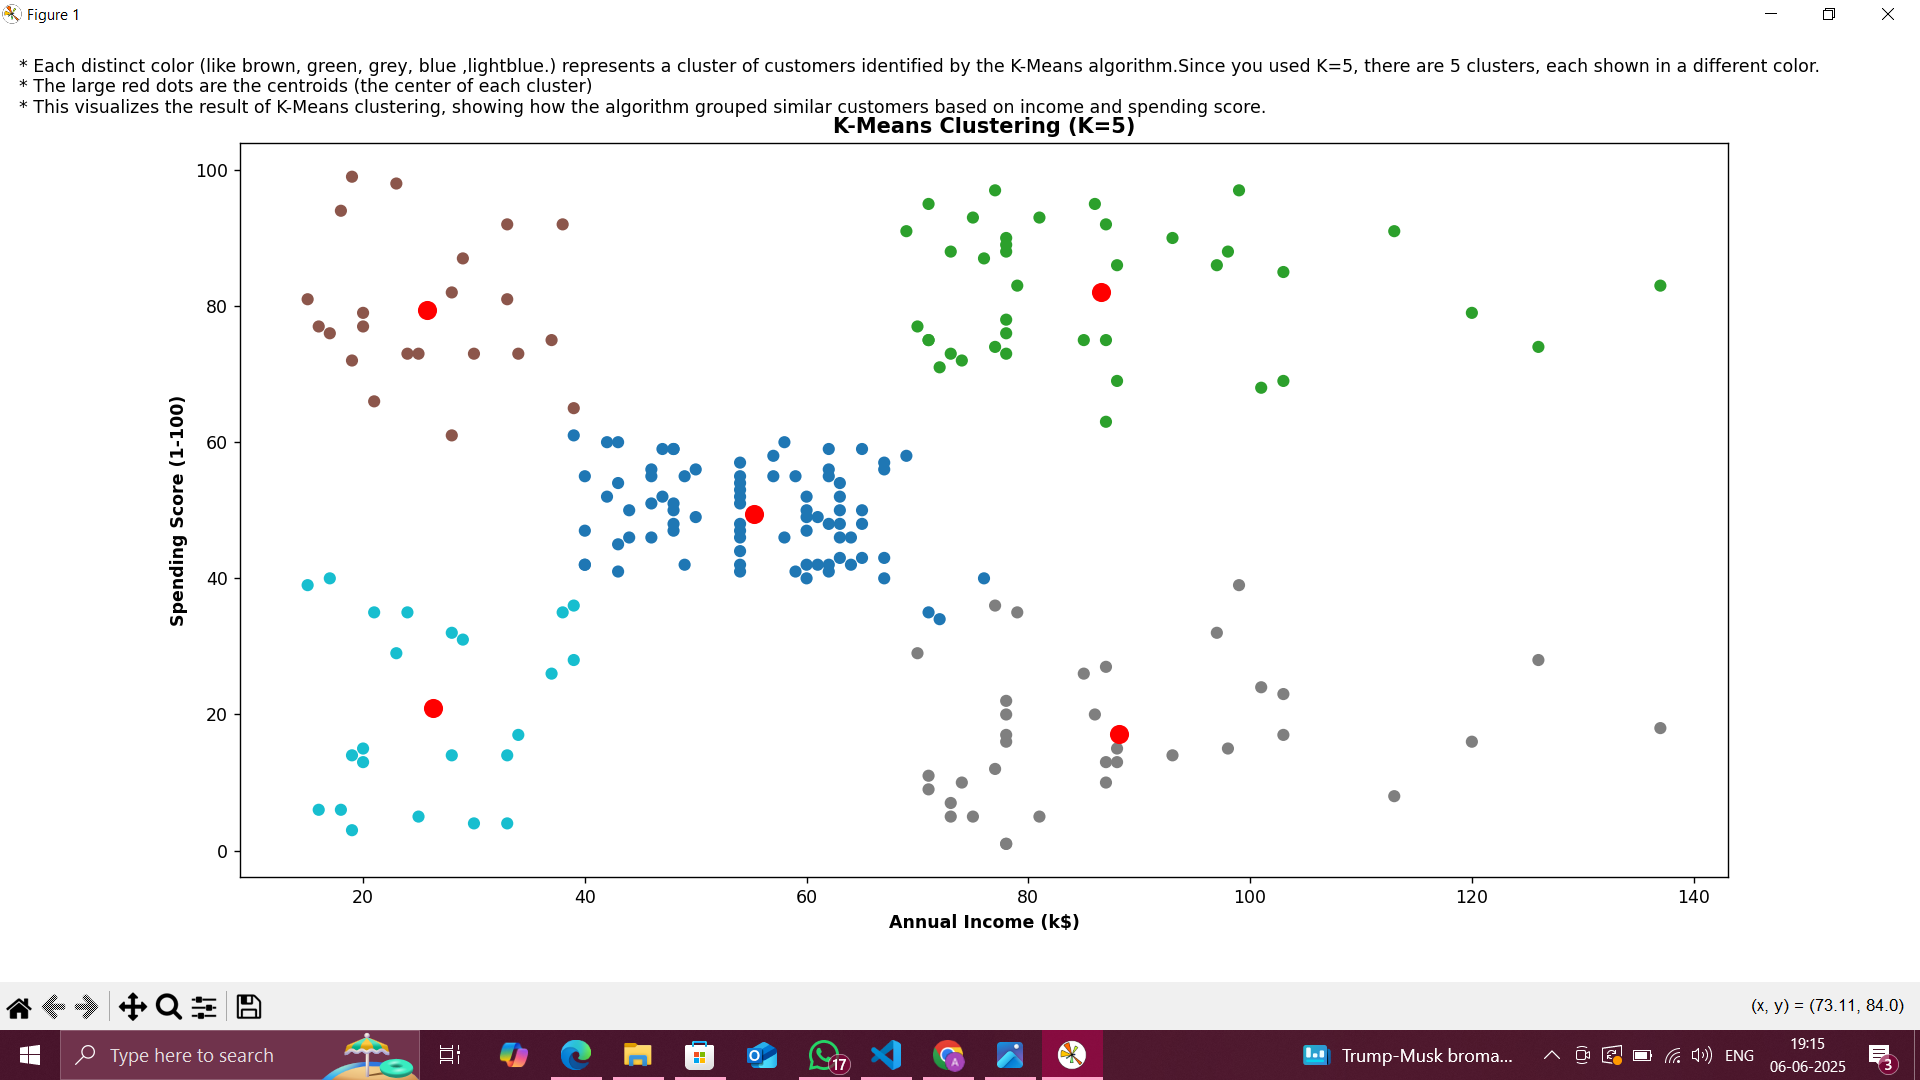 Figure 1
* Each distinct color (like brown, green, grey, blue ,lightblue.) represents a cluster of customers identified by the K-Means algorithm.Since you used K=5, there are 5 clusters, each shown in a different color.
* The large red dots are the centroids (the center of each cluster)
* This visualizes the result of K-Means clustering, showing how the algorithm grouped similar customers based on income and spending score.
K-Means Clustering (K=5)
100
80
60
40
20
0
Spending Score (1-100)
20 40 60 80 100 120 140
Annual Income (k$)
(x, y) = (73.11, 84.0)
Type here to search
17
A
Trump-Musk broma...
ENG
19:15
06-06-2025
3